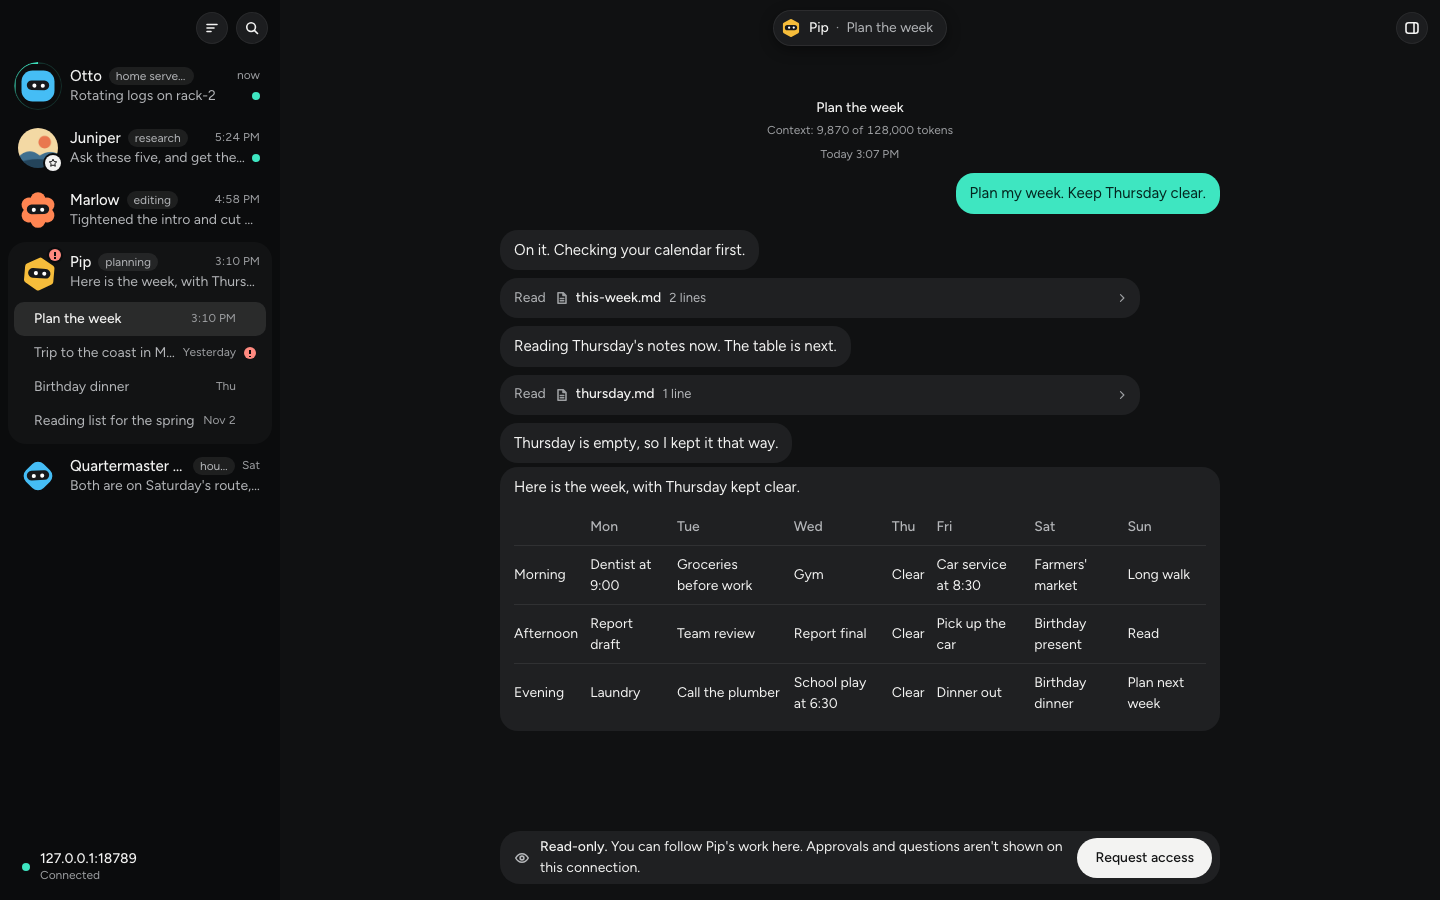 Otto home serve... now
Rotating logs on rack-2
Juniper research 5:24 PM
Ask these five, and get the...
Marlow editing 4:58 PM
Tightened the intro and cut ...
Pip planning 3:10 PM
Here is the week, with Thurs...
Plan the week 3:10 PM
Trip to the coast in M... Yesterday
Birthday dinner Thu
Reading list for the spring Nov 2
Quartermaster ... hou... Sat
Both are on Saturday's route,...
127.0.0.1:18789
Connected
Pip · Plan the week
Plan the week
Context: 9,870 of 128,000 tokens
Today 3:07 PM
Plan my week. Keep Thursday clear.
On it. Checking your calendar first.
Read this-week.md 2 lines
Reading Thursday's notes now. The table is next.
Read thursday.md 1 line
Thursday is empty, so I kept it that way.
Here is the week, with Thursday kept clear.
Mon Tue Wed Thu Fri Sat Sun
Morning Dentist at 9:00 Groceries before work Gym Clear Car service at 8:30 Farmers' market Long walk
Afternoon Report draft Team review Report final Clear Pick up the car Birthday present Read
Evening Laundry Call the plumber School play at 6:30 Clear Dinner out Birthday dinner Plan next week
Read-only. You can follow Pip's work here. Approvals and questions aren't shown on
this connection.
Request access